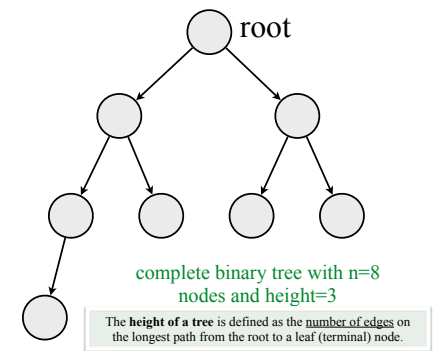 root
complete binary tree with n=8
nodes and height=3
The height of a tree is defined as the number of edges on
the longest path from the root to a leaf (terminal) node.